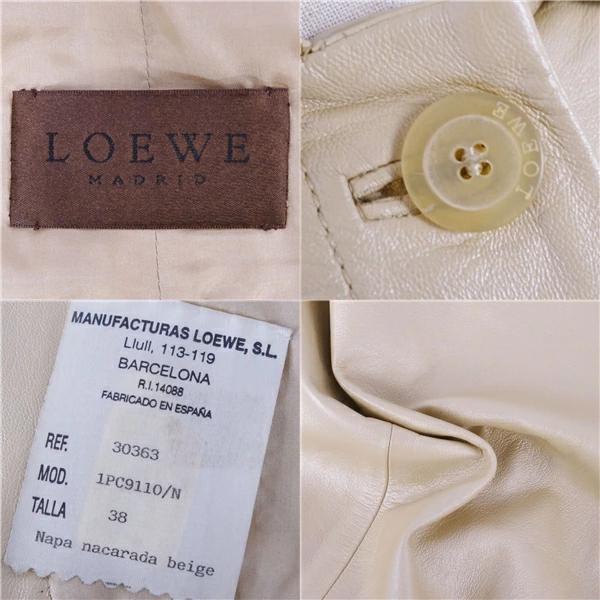 LOEWE
MADRID
LOEWE
MANUFACTURAS LOEWE, S.L.
Llull, 113-119
BARCELONA
R.I. 14088
FABRICADO EN ESPAÑA
REF. 30363
MOD. 1PC9110/N
TALLA 38
Napa nacarada beige